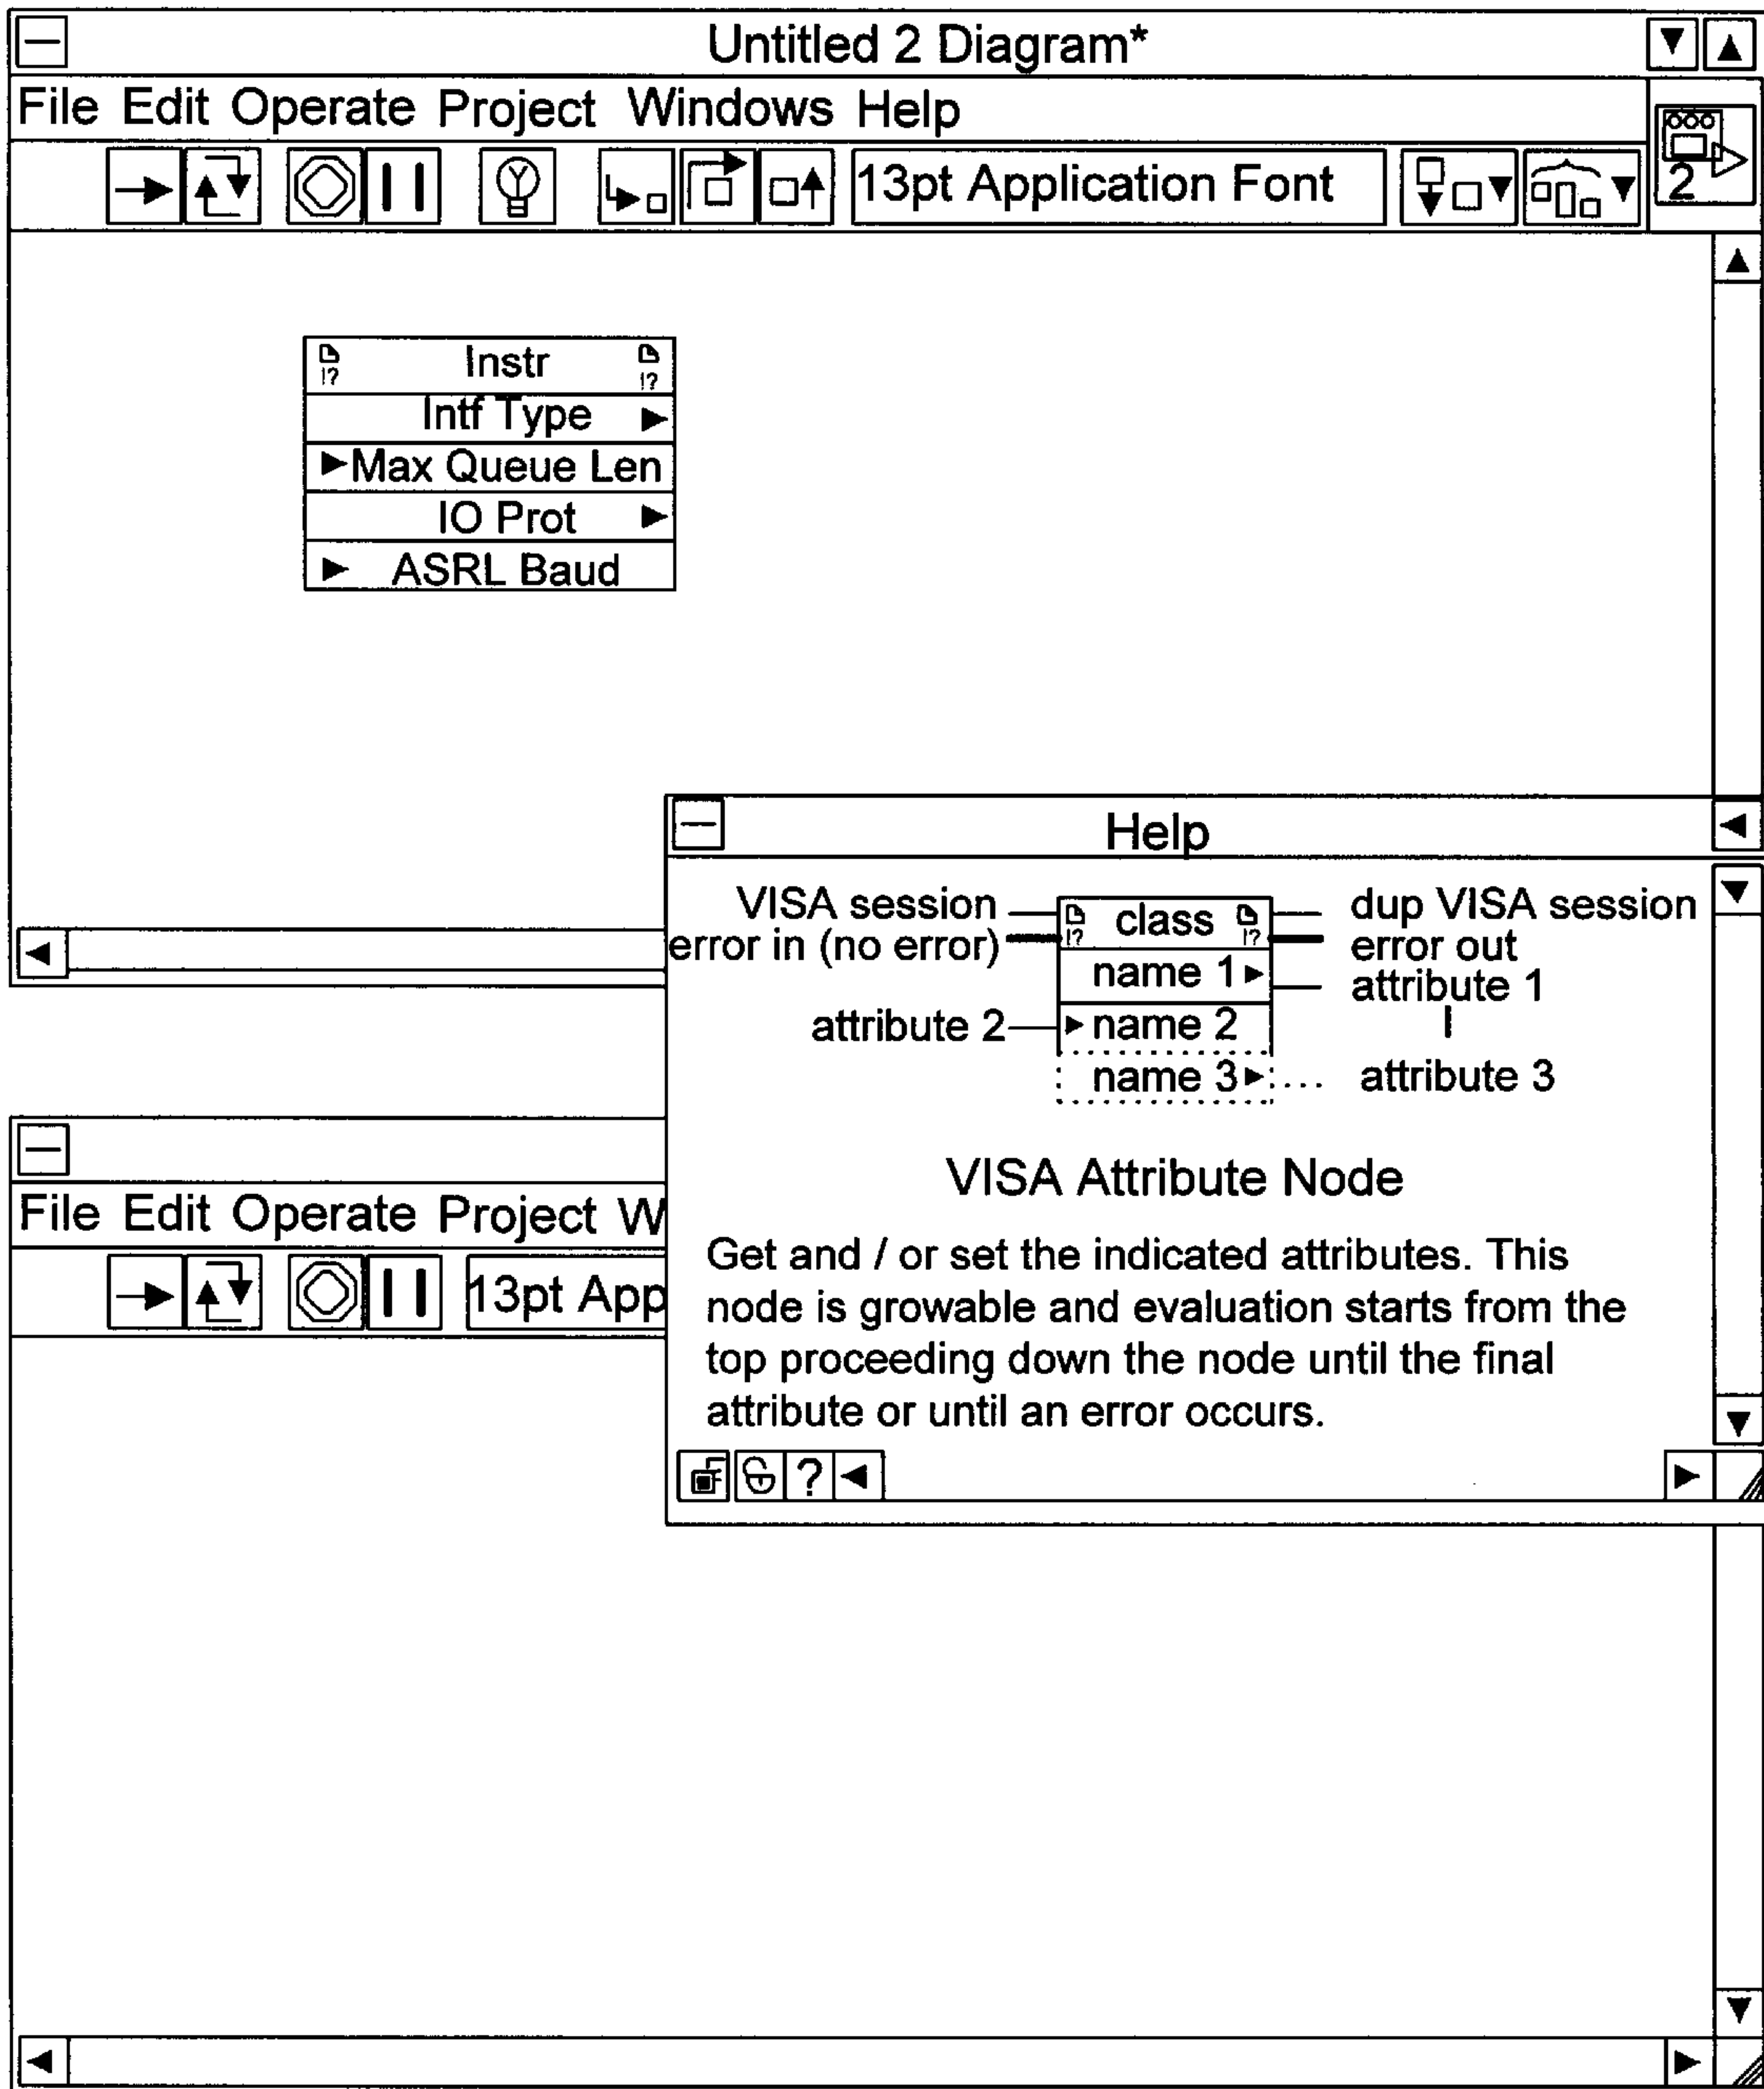 Untitled 2 Diagram*
File Edit Operate Project Windows Help
13pt Application Font
2
!? Instr !?
Intf Type
Max Queue Len
IO Prot
ASRL Baud
Help
VISA session !? class !? dup VISA session
error in (no error) error out
name 1 attribute 1
attribute 2 name 2
name 3 attribute 3
VISA Attribute Node
Get and / or set the indicated attributes. This
node is growable and evaluation starts from the
top proceeding down the node until the final
attribute or until an error occurs.
?
File Edit Operate Project W
13pt App